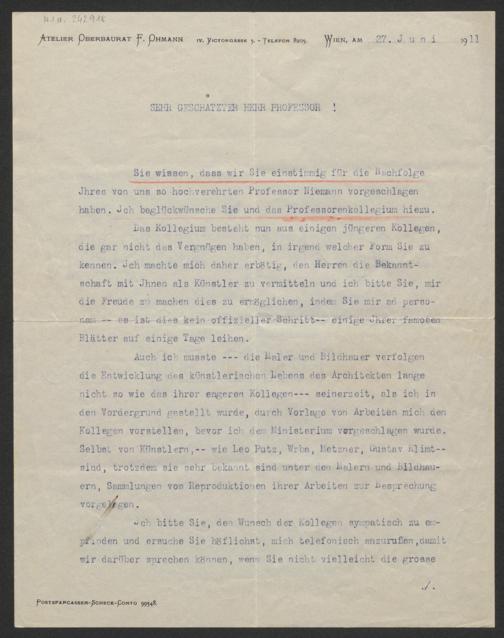 H.I.N. 242918
ATELIER OBERBAURAT F. OHMANN IV. VICTORGASSE 5. - TELEFON 8205. WIEN, AM 27. Juni 1911
SEHR GESCHÄTZTER HERR PROFESSOR !
Sie wissen, dass wir Sie einstimmig für die Nachfolge
Jhres von uns so hochverehrten Professor Niemann vorgeschlagen
haben. Jch beglückwünsche Sie und das Professorenkollegium hiezu.
Das Kollegium besteht nun aus einigen jüngeren Kollegen,
die gar nicht das Vergnügen haben, in irgend welcher Form Sie zu
kennen. Jch machte mich daher erbötig, den Herren die Bekannt-
schaft mit Jhnen als Künstler zu vermitteln und ich bitte Sie, mir
die Freude zu machen dies zu ermöglichen, indem Sie mir ad perso-
nam -- es ist dies kein offizieller Schritt-- einige Jhrer famosen
Blätter auf einige Tage leihen.
Auch ich musste --- die Maler und Bildhauer verfolgen
die Entwicklung des künstlerischen Lebens des Architekten lange
nicht so wie das ihrer engeren Kollegen--- seinerzeit, als ich in
den Vordergrund gestellt wurde, durch Vorlage von Arbeiten mich den
Kollegen vorstellen, bevor ich dem Ministerium vorgeschlagen wurde.
Selbst von Künstlern,-- wie Leo Putz, Wrba, Metzner, Gustav Klimt--
sind, trotzdem sie sehr bekannt sind unter den Malern und Bildhau-
ern, Sammlungen von Reproduktionen ihrer Arbeiten zur Besprechung
vorgelegen.
Jch bitte Sie, den Wunsch der Kollegen sympatisch zu em-
pfinden und ersuche Sie höflichst, mich telefonisch anzurufen,damit
wir darüber sprechen können, wenn Sie nicht vielleicht die grosse
./.
POSTSPARCASSEN-SCHECK-CONTO 99548.